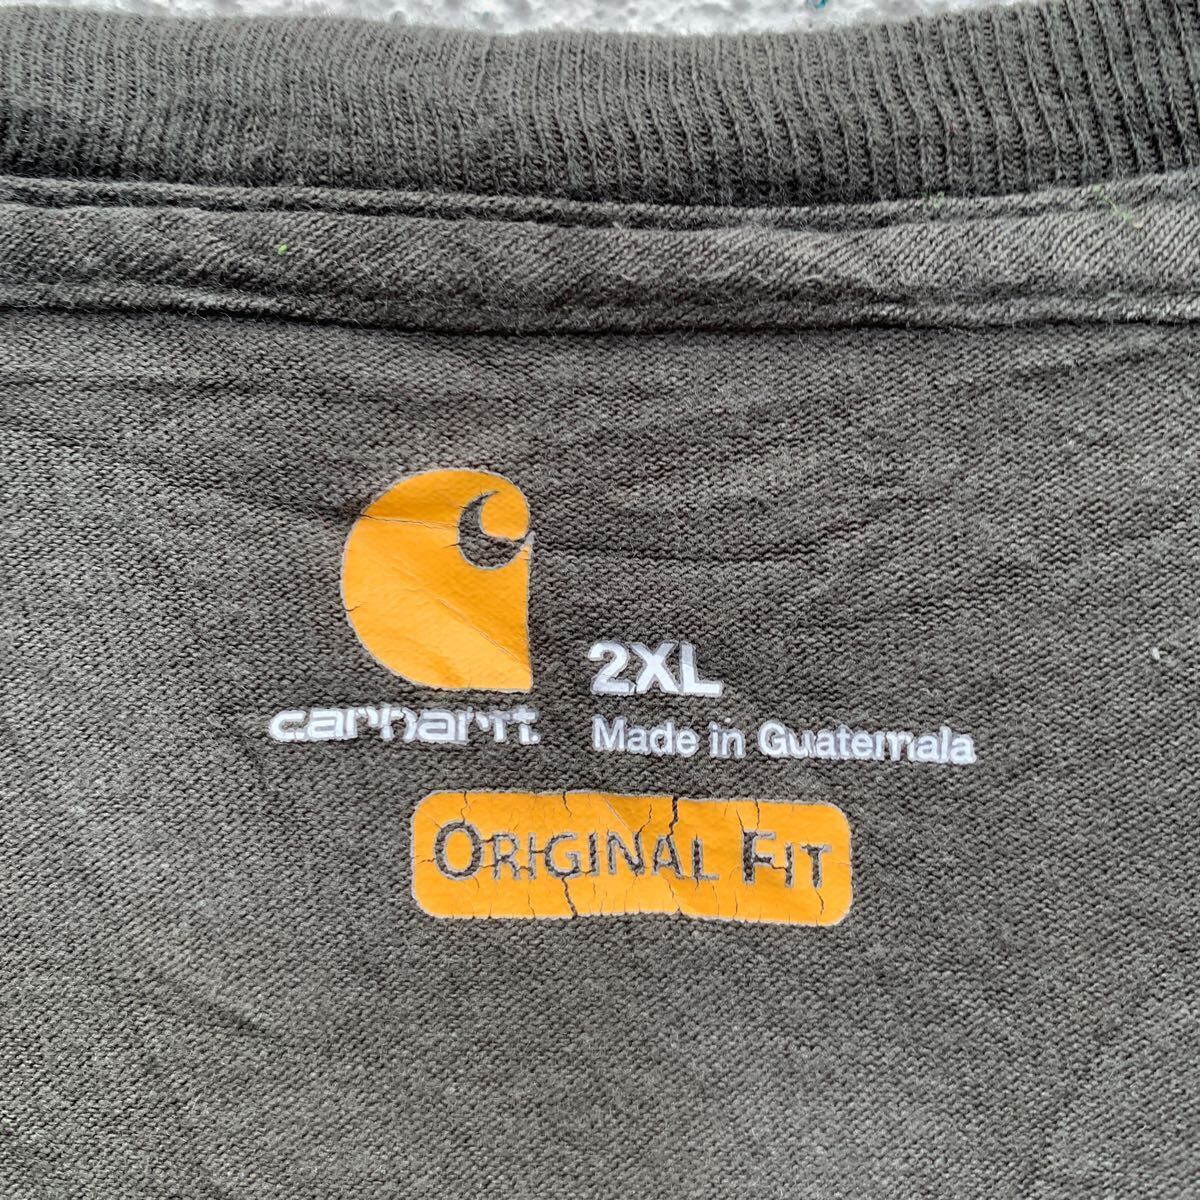 2XL
carhartt
Made in Guatemala
ORIGINAL FIT